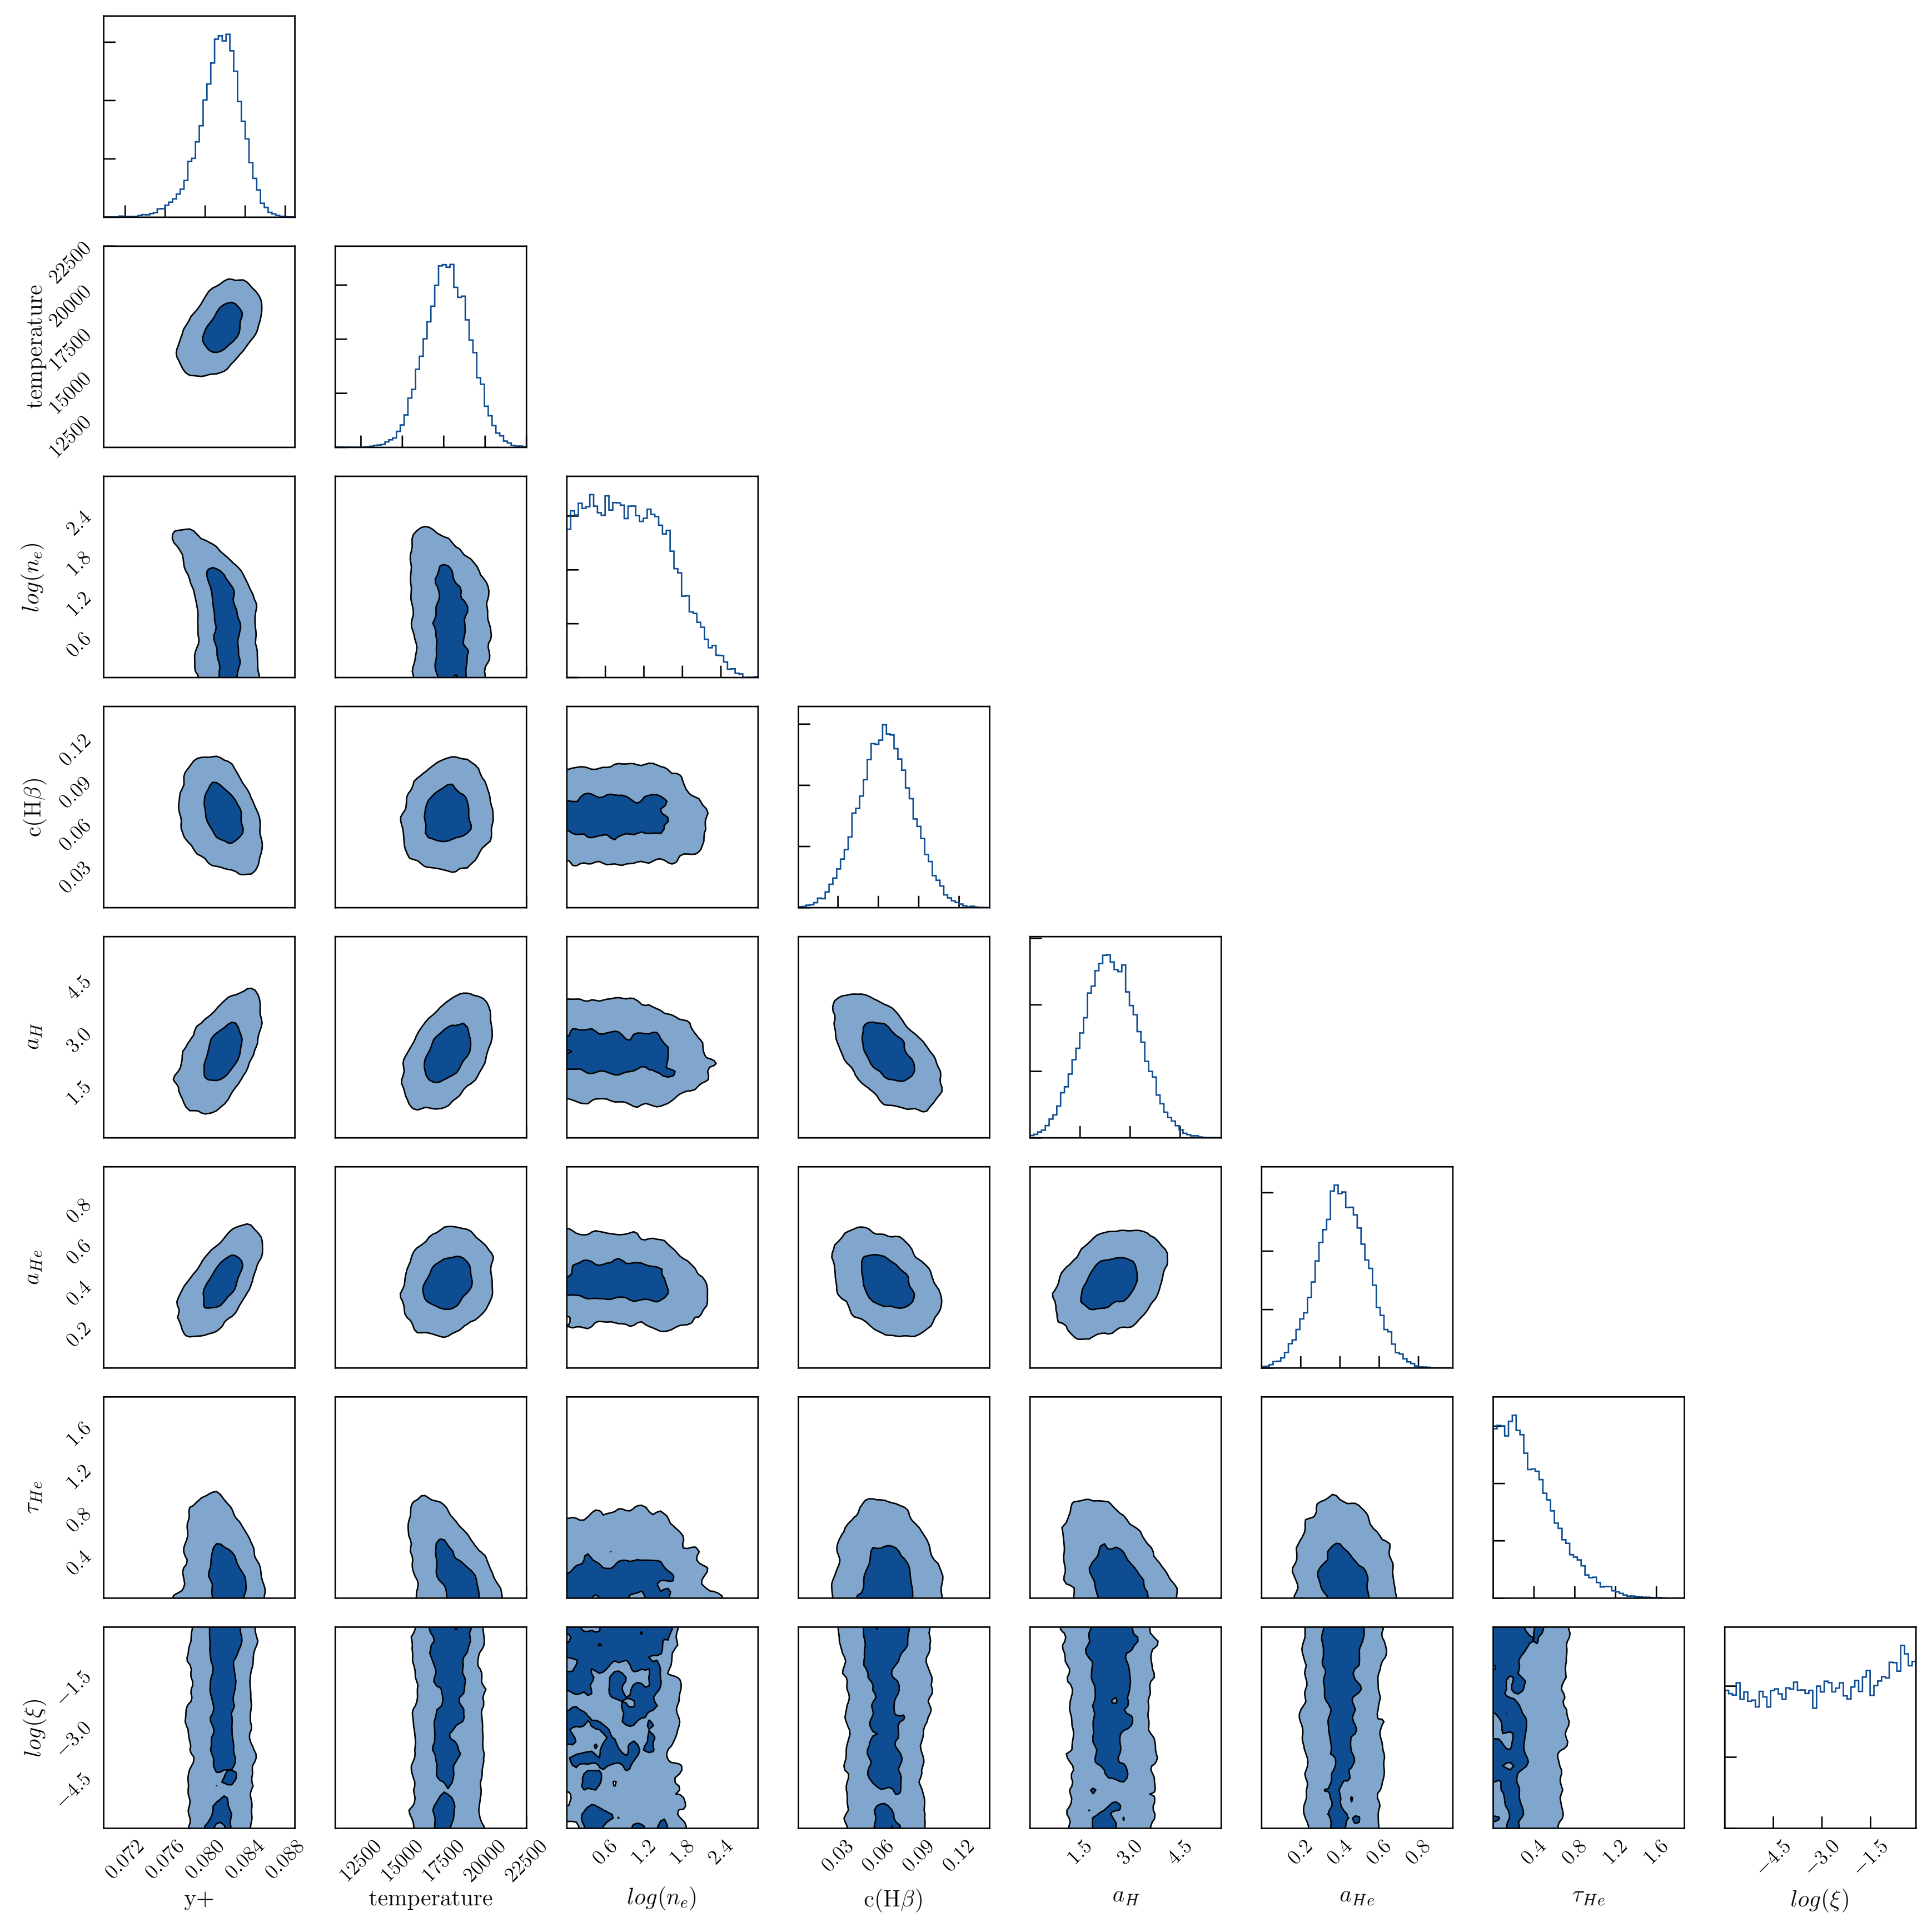 temperature
22500
20000
17500
15000
12500
log(n_e)
2.4
1.8
1.2
0.6
c(Hβ)
0.12
0.09
0.06
0.03
a_H
4.5
3.0
1.5
a_He
0.8
0.6
0.4
0.2
τ_He
1.6
1.2
0.8
0.4
log(ξ)
−1.5
−3.0
−4.5
0.072 0.076 0.080 0.084 0.088
12500 15000 17500 20000 22500
0.6 1.2 1.8 2.4
0.03 0.06 0.09 0.12
1.5 3.0 4.5
0.2 0.4 0.6 0.8
0.4 0.8 1.2 1.6
−4.5 −3.0 −1.5
y+ temperature log(n_e) c(Hβ) a_H a_He τ_He log(ξ)